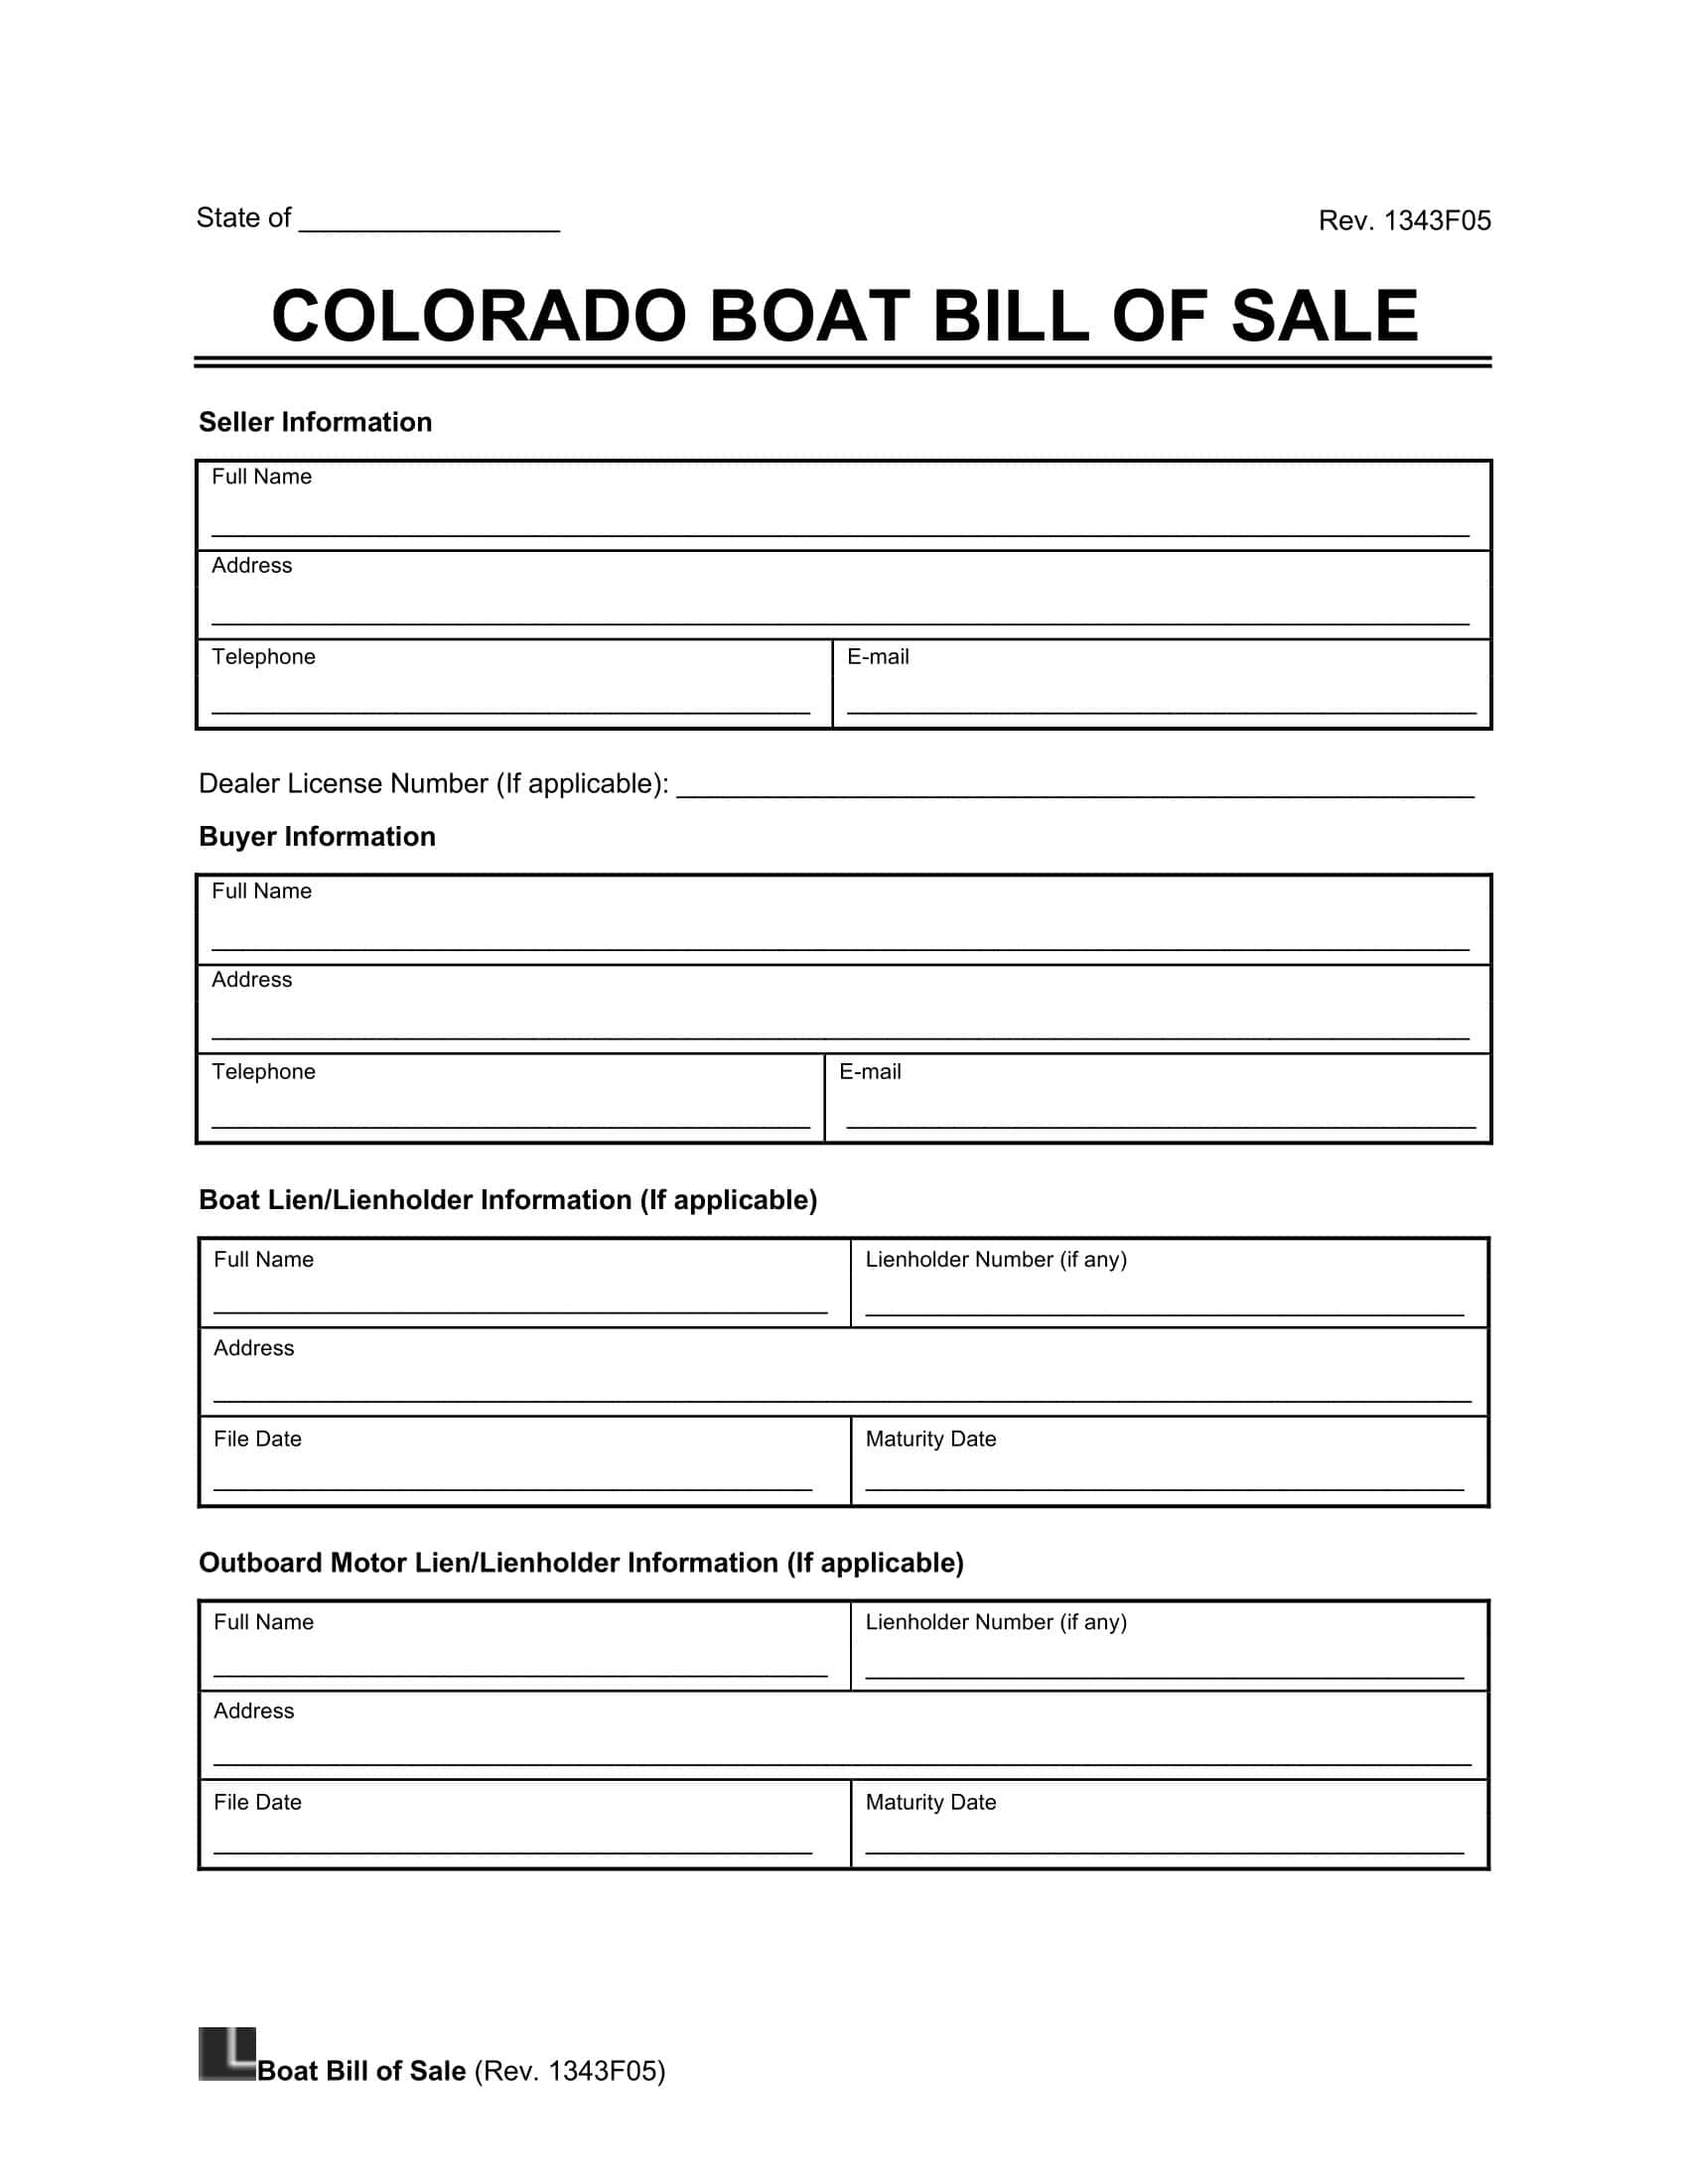 State of __________________ Rev. 1343F05
COLORADO BOAT BILL OF SALE
Seller Information
Full Name
Address
Telephone E-mail
Dealer License Number (If applicable): ______________________________
Buyer Information
Full Name
Address
Telephone E-mail
Boat Lien/Lienholder Information (If applicable)
Full Name Lienholder Number (if any)
Address
File Date Maturity Date
Outboard Motor Lien/Lienholder Information (If applicable)
Full Name Lienholder Number (if any)
Address
File Date Maturity Date
Boat Bill of Sale (Rev. 1343F05)